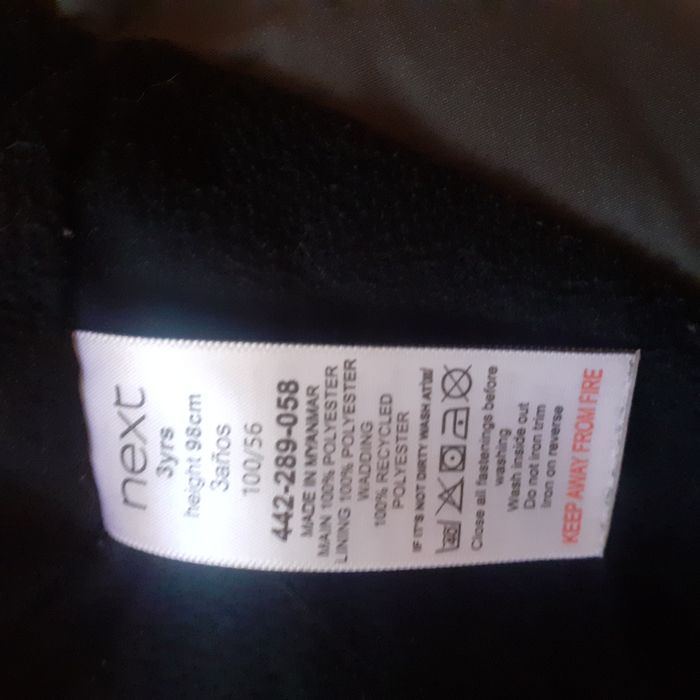 next
3yrs
height 98cm
3años
100/56
442-289-058
MADE IN MYANMAR
MAIN 100% POLYESTER
LINING 100% POLYESTER
WADDING
100% RECYCLED
POLYESTER
IF IT'S NOT DIRTY WASH AT
40
Close all fastenings before
washing
Wash inside out
Do not iron trim
Iron on reverse
KEEP AWAY FROM FIRE